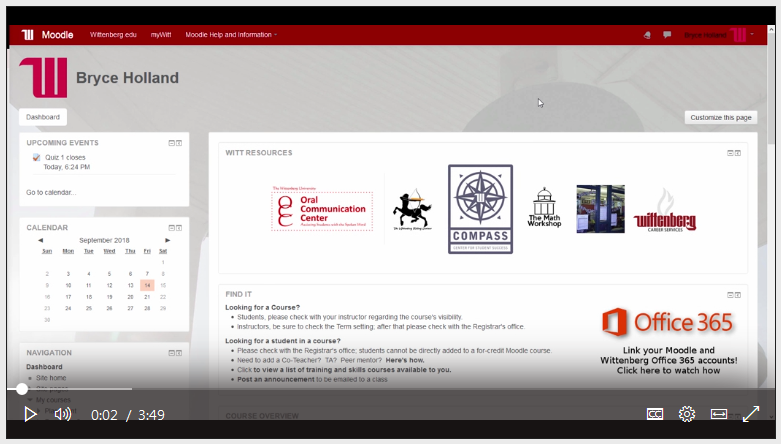 Moodle Wittenberg edu myWitt Moodle Help and Information Bryce Holland
Bryce Holland
Dashboard
Customize this page
UPCOMING EVENTS
Quiz 1 closes
Today, 6:24 PM
Go to calendar...
CALENDAR
September 2018
Sun Mon Tue Wed Thu Fri Sat
1
2 3 4 5 6 7 8
9 10 11 12 13 14 15
16 17 18 19 20 21 22
23 24 25 26 27 28 29
30
NAVIGATION
Dashboard
Site home
Site pages
My courses
WITT RESOURCES
The Wittenberg University
Oral
Communication
Center
COMPASS
CENTER FOR STUDENT SUCCESS
The Math
Workshop
wittenberg
CAREER SERVICES
FIND IT
Looking for a Course?
Students, please check with your instructor regarding the course's visibility.
Instructors, be sure to check the Term setting; after that please check with the Registrar's office.
Looking for a student in a course?
Please check with the Registrar's office; students cannot be directly added to a for-credit Moodle course.
Need to add a Co-Teacher? TA? Peer mentor? Here's how.
Click to view a list of training and skills courses available to you.
Post an announcement to be emailed to a class
Office 365
Link your Moodle and
Wittenberg Office 365 accounts!
Click here to watch how
COURSE OVERVIEW
0:02 / 3:49
CC